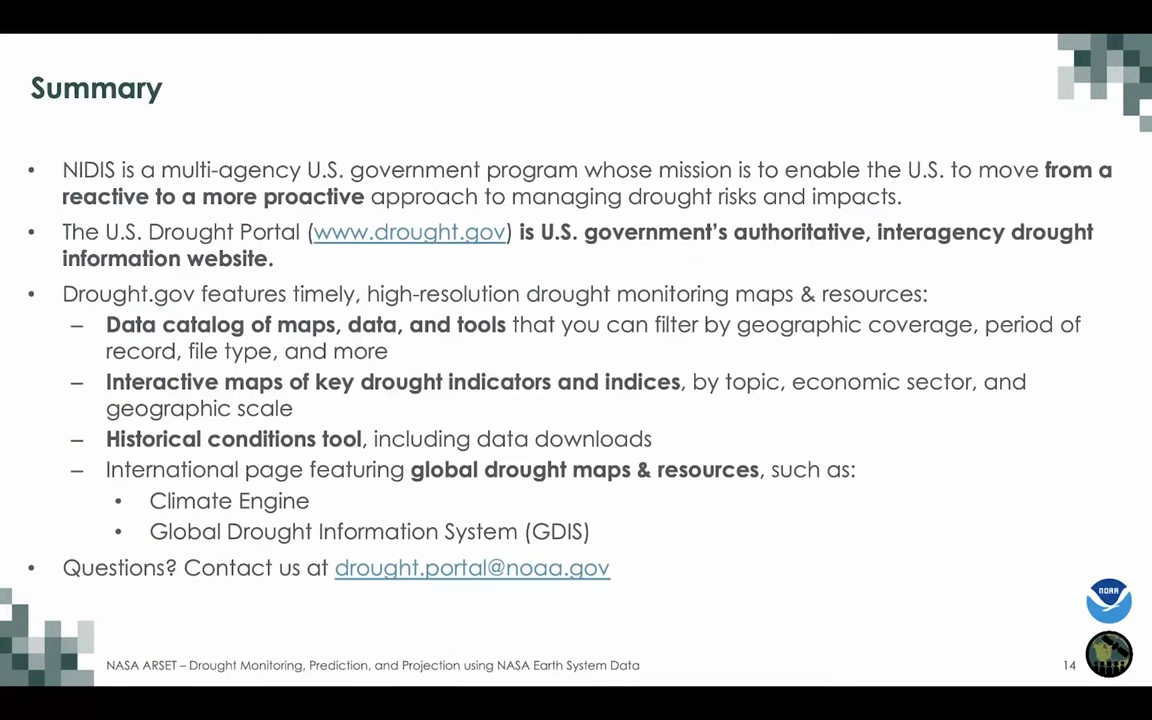 Summary
• NIDIS is a multi-agency U.S. government program whose mission is to enable the U.S. to move from a
reactive to a more proactive approach to managing drought risks and impacts.
• The U.S. Drought Portal (www.drought.gov) is U.S. government’s authoritative, interagency drought
information website.
• Drought.gov features timely, high-resolution drought monitoring maps & resources:
– Data catalog of maps, data, and tools that you can filter by geographic coverage, period of
record, file type, and more
– Interactive maps of key drought indicators and indices, by topic, economic sector, and
geographic scale
– Historical conditions tool, including data downloads
– International page featuring global drought maps & resources, such as:
• Climate Engine
• Global Drought Information System (GDIS)
• Questions? Contact us at drought.portal@noaa.gov
NOAA
NASA ARSET – Drought Monitoring, Prediction, and Projection using NASA Earth System Data
14